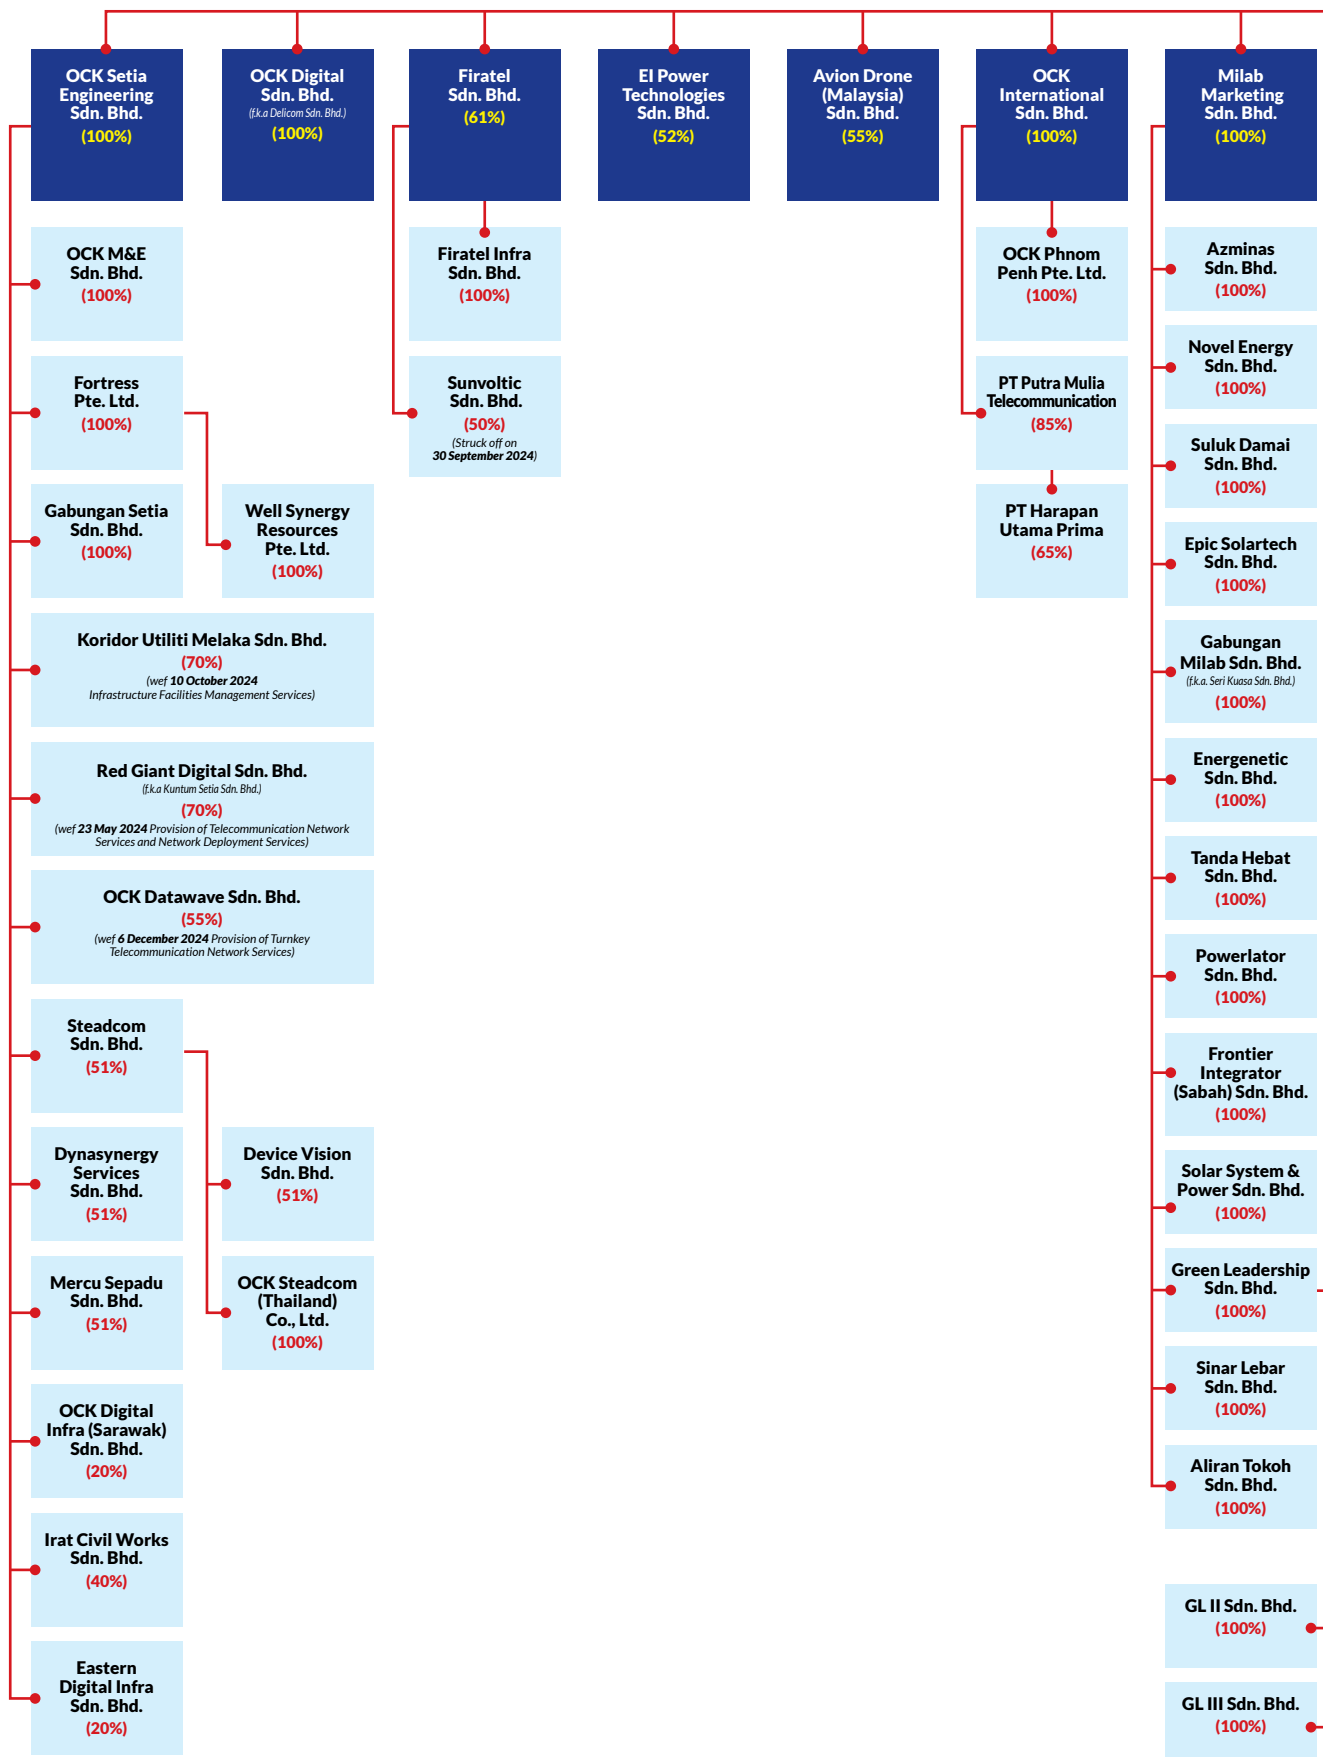 OCK Setia
Engineering
Sdn. Bhd.
(100%)
OCK Digital
Sdn. Bhd.
(f.k.a Delicom Sdn. Bhd.)
(100%)
Firatel
Sdn. Bhd.
(61%)
EI Power
Technologies
Sdn. Bhd.
(52%)
Avion Drone
(Malaysia)
Sdn. Bhd.
(55%)
OCK
International
Sdn. Bhd.
(100%)
Milab
Marketing
Sdn. Bhd.
(100%)
OCK M&E
Sdn. Bhd.
(100%)
Fortress
Pte. Ltd.
(100%)
Gabungan Setia
Sdn. Bhd.
(100%)
Well Synergy
Resources
Pte. Ltd.
(100%)
Koridor Utiliti Melaka Sdn. Bhd.
(70%)
(wef 10 October 2024
Infrastructure Facilities Management Services)
Red Giant Digital Sdn. Bhd.
(f.k.a Kuntum Setia Sdn. Bhd.)
(70%)
(wef 23 May 2024 Provision of Telecommunication Network
Services and Network Deployment Services)
OCK Datawave Sdn. Bhd.
(55%)
(wef 6 December 2024 Provision of Turnkey
Telecommunication Network Services)
Steadcom
Sdn. Bhd.
(51%)
Dynasynergy
Services
Sdn. Bhd.
(51%)
Device Vision
Sdn. Bhd.
(51%)
Mercu Sepadu
Sdn. Bhd.
(51%)
OCK Steadcom
(Thailand)
Co., Ltd.
(100%)
OCK Digital
Infra (Sarawak)
Sdn. Bhd.
(20%)
Irat Civil Works
Sdn. Bhd.
(40%)
Eastern
Digital Infra
Sdn. Bhd.
(20%)
Firatel Infra
Sdn. Bhd.
(100%)
Sunvoltic
Sdn. Bhd.
(50%)
(Struck off on
30 September 2024)
OCK Phnom
Penh Pte. Ltd.
(100%)
PT Putra Mulia
Telecommunication
(85%)
PT Harapan
Utama Prima
(65%)
Azminas
Sdn. Bhd.
(100%)
Novel Energy
Sdn. Bhd.
(100%)
Suluk Damai
Sdn. Bhd.
(100%)
Epic Solartech
Sdn. Bhd.
(100%)
Gabungan
Milab Sdn. Bhd.
(f.k.a. Seri Kuasa Sdn. Bhd.)
(100%)
Energenetic
Sdn. Bhd.
(100%)
Tanda Hebat
Sdn. Bhd.
(100%)
Powerlator
Sdn. Bhd.
(100%)
Frontier
Integrator
(Sabah) Sdn. Bhd.
(100%)
Solar System &
Power Sdn. Bhd.
(100%)
Green Leadership
Sdn. Bhd.
(100%)
Sinar Lebar
Sdn. Bhd.
(100%)
Aliran Tokoh
Sdn. Bhd.
(100%)
GL II Sdn. Bhd.
(100%)
GL III Sdn. Bhd.
(100%)